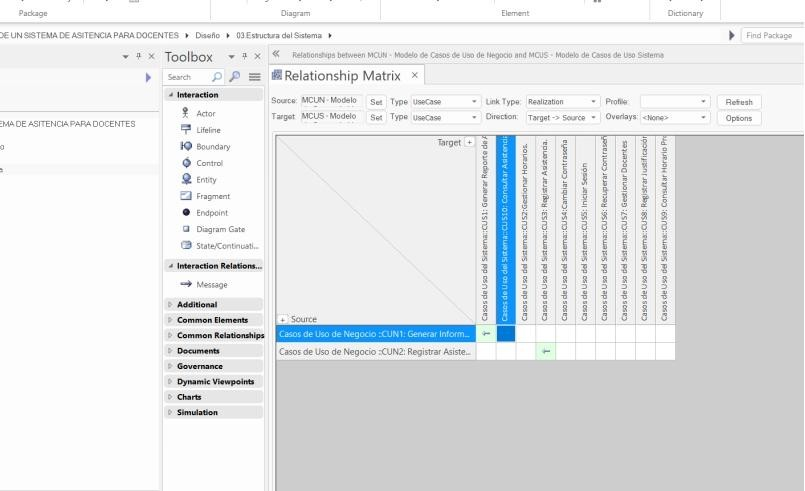 Package
Diagram
Element
Dictionary
DE UN SISTEMA DE ASITENCIA PARA DOCENTES
Diseño
03.Estructura del Sistema
Find Package
Toolbox
Relationships between MCUN - Modelo de Casos de Uso de Negocio and MCUS - Modelo de Casos de Uso Sistema
Search
Relationship Matrix
Interaction
Source:
MCUN - Modelo
Set
Type
UseCase
Link Type:
Realization
Profile:
Refresh
Target
MCUS - Modelo
Set
Type
UseCase
Direction:
Target -> Source
Overlays:
<None>
Options
EMA DE ASITENCIA PARA DOCENTES
Actor
Lifeline
Boundary
Control
Entity
Fragment
Endpoint
Diagram Gate
State/Continuati...
Interaction Relations...
Message
Additional
Common Elements
Common Relationships
Documents
Governance
Dynamic Viewpoints
Charts
Simulation
Target +
Casos de Uso del Sistema::CUS1: Generar Reporte de A
Casos de Uso del Sistema::CUS10: Consultar Asistencia
Casos de Uso del Sistema::CUS2:Gestionar Horarios.
Casos de Uso del Sistema::CUS3: Registrar Asistencia.
Casos de Uso del Sistema::CUS4:Cambiar Contraseña
Casos de Uso del Sistema::CUS5: Iniciar Sesión
Casos de Uso del Sistema::CUS6: Recuperar Contraseñ
Casos de Uso del Sistema::CUS7: Gestionar Docentes
Casos de Uso del Sistema::CUS8: Registrar Justificación
Casos de Uso del Sistema::CUS9: Consultar Horario Pro
+ Source
Casos de Uso de Negocio ::CUN1: Generar Inform...
Casos de Uso de Negocio ::CUN2: Registrar Asiste...